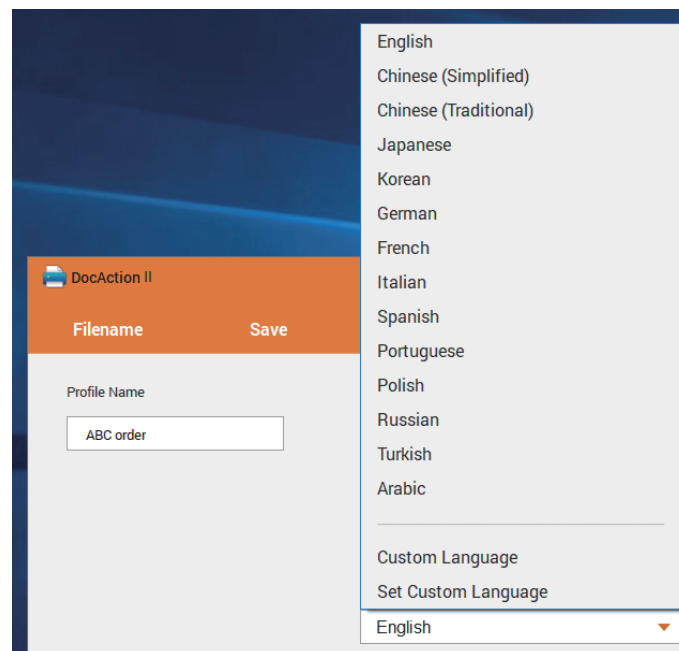 English
Chinese (Simplified)
Chinese (Traditional)
Japanese
Korean
German
French
Italian
Spanish
Portuguese
Polish
Russian
Turkish
Arabic
Custom Language
Set Custom Language
English
DocAction II
Filename Save
Profile Name
ABC order